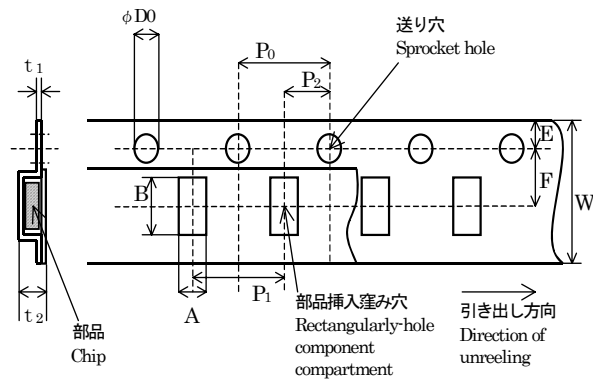 φD0
送り穴
Sprocket hole
t1
P0
P2
E
F
B
W
P1
A
t2
部品
Chip
部品挿入窪み穴
Rectangularly-hole
component
compartment
引き出し方向
Direction of
unreeling